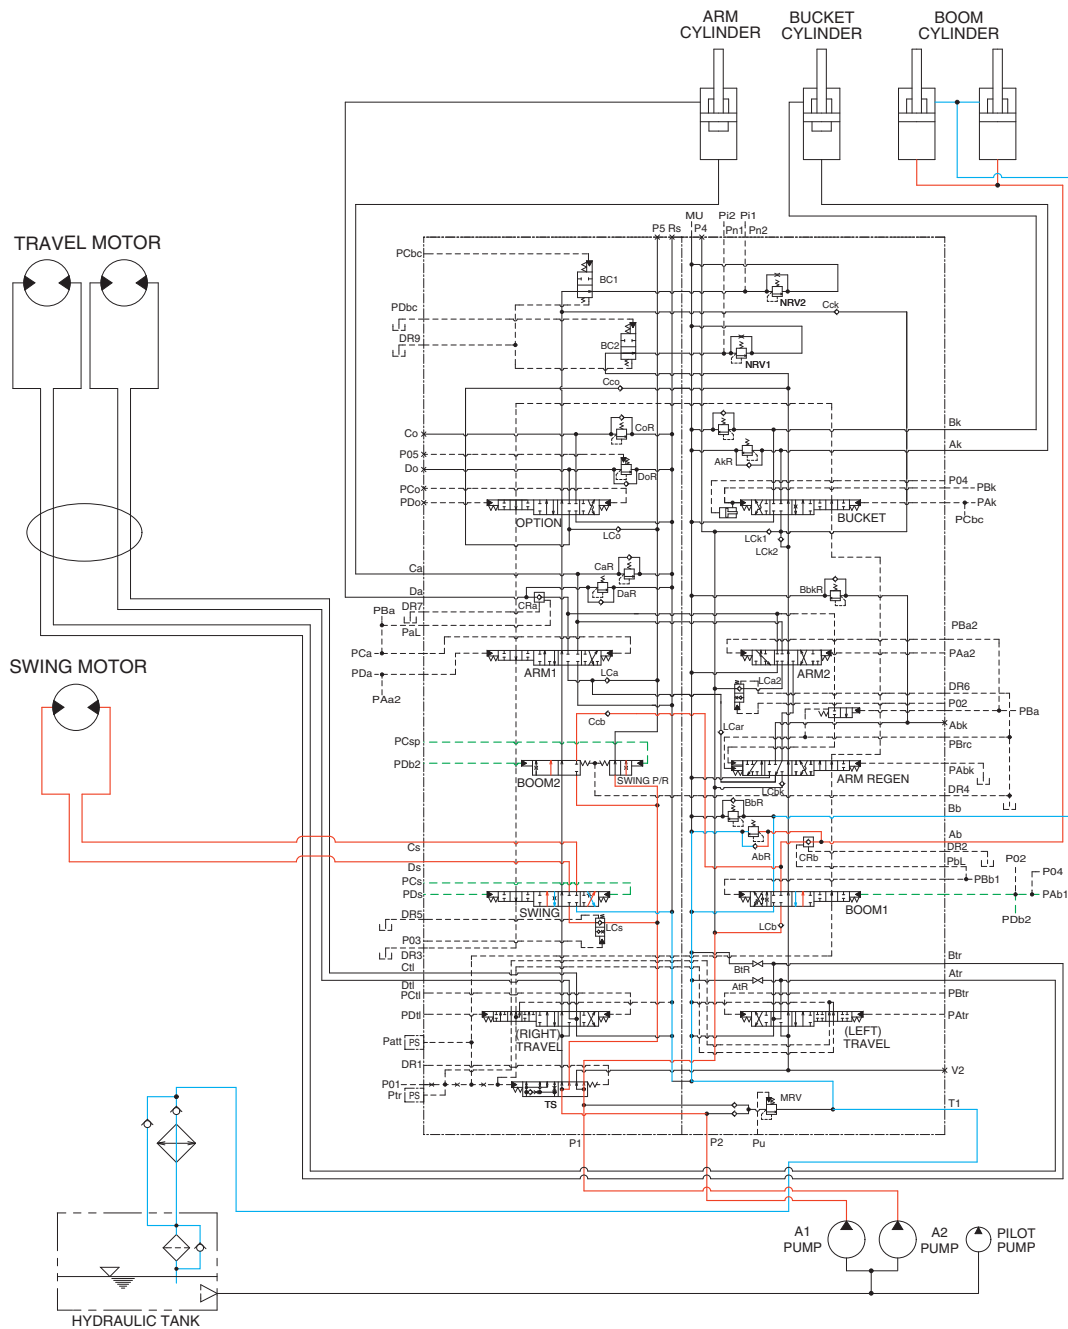 ARM
CYLINDER
BUCKET
CYLINDER
BOOM
CYLINDER
TRAVEL MOTOR
MU
Pi2
Pi1
P5 Rs
P4
Pn1
Pn2
PCbc
BC1
NRV2
Cck
PDbc
DR9
BC2
NRV1
Cco
Co
CoR
Bk
P05
Ak
Do
DoR
AkR
PCo
P04
PBk
PDo
PAk
OPTION
BUCKET
PCbc
LCo
LCk1
LCk2
Ca
CaR
Da
DaR
BbkR
DR7
CRa
PBa
PaL
PBa2
PCa
PAa2
PDa
ARM1
ARM2
PAa2
LCa
LCa2
DR6
P02
PBa
Ccb
LCar
Abk
PCsp
PBrc
PDb2
PAbk
BOOM2
SWING P/R
ARM REGEN
LCbk
DR4
BbR
Bb
SWING MOTOR
AbR
Ab
Cs
CRb
DR2
P02
Ds
PbL
P04
PCs
PBb1
PDs
PAb1
SWING
BOOM1
PDb2
DR5
LCs
LCb
P03
DR3
Btr
Ctl
BtR
Atr
Dtl
AtR
PCtl
PBtr
PDtl
PAtr
(RIGHT)
TRAVEL
(LEFT)
TRAVEL
Patt
PS
DR1
V2
P01
Ptr
PS
TS
MRV
T1
P1
P2
Pu
A1
PUMP
A2
PUMP
PILOT
PUMP
HYDRAULIC TANK